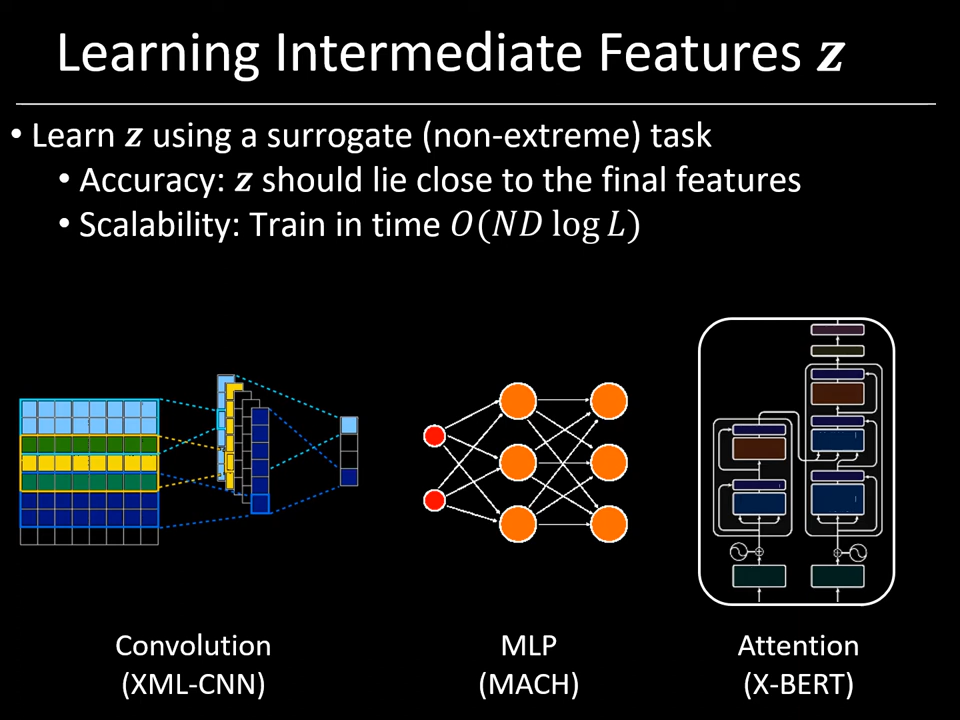 Learning Intermediate Features 𝒛
• Learn 𝒛 using a surrogate (non-extreme) task
• Accuracy: 𝒛 should lie close to the final features
• Scalability: Train in time 𝑂(𝑁𝐷 log 𝐿)
Convolution
(XML-CNN)
MLP
(MACH)
Attention
(X-BERT)